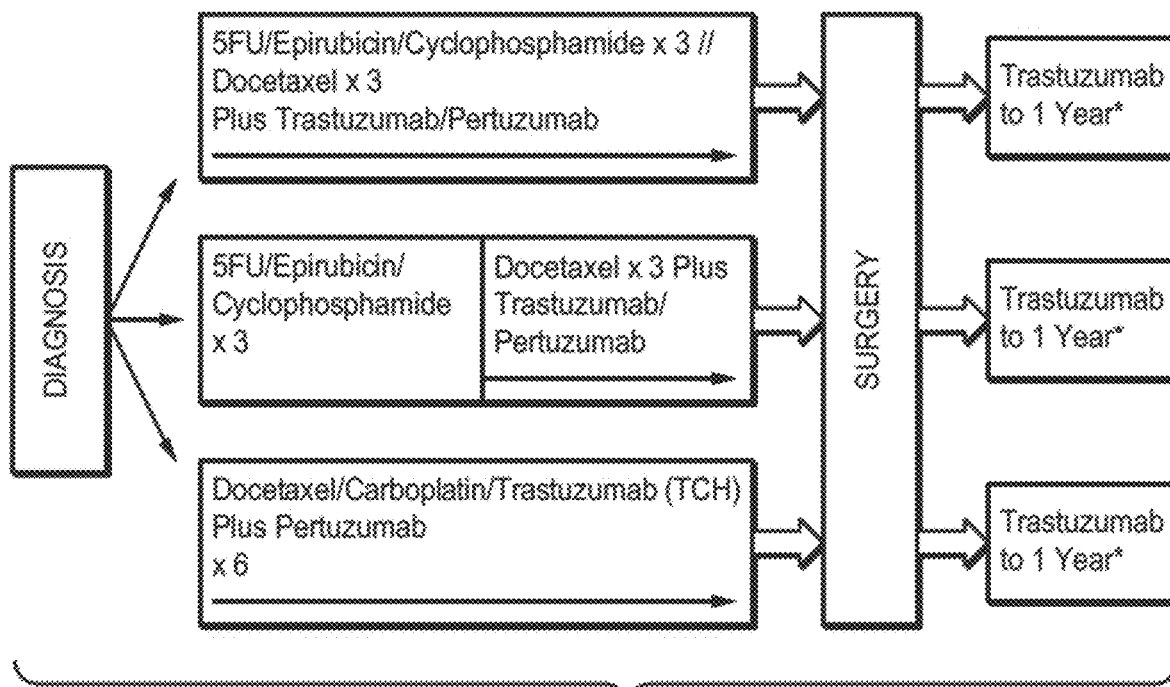 DIAGNOSIS
5FU/Epirubicin/Cyclophosphamide x 3 //
Docetaxel x 3
Plus Trastuzumab/Pertuzumab
5FU/Epirubicin/
Cyclophosphamide
x 3
Docetaxel x 3 Plus
Trastuzumab/
Pertuzumab
Docetaxel/Carboplatin/Trastuzumab (TCH)
Plus Pertuzumab
x 6
SURGERY
Trastuzumab
to 1 Year*
Trastuzumab
to 1 Year*
Trastuzumab
to 1 Year*